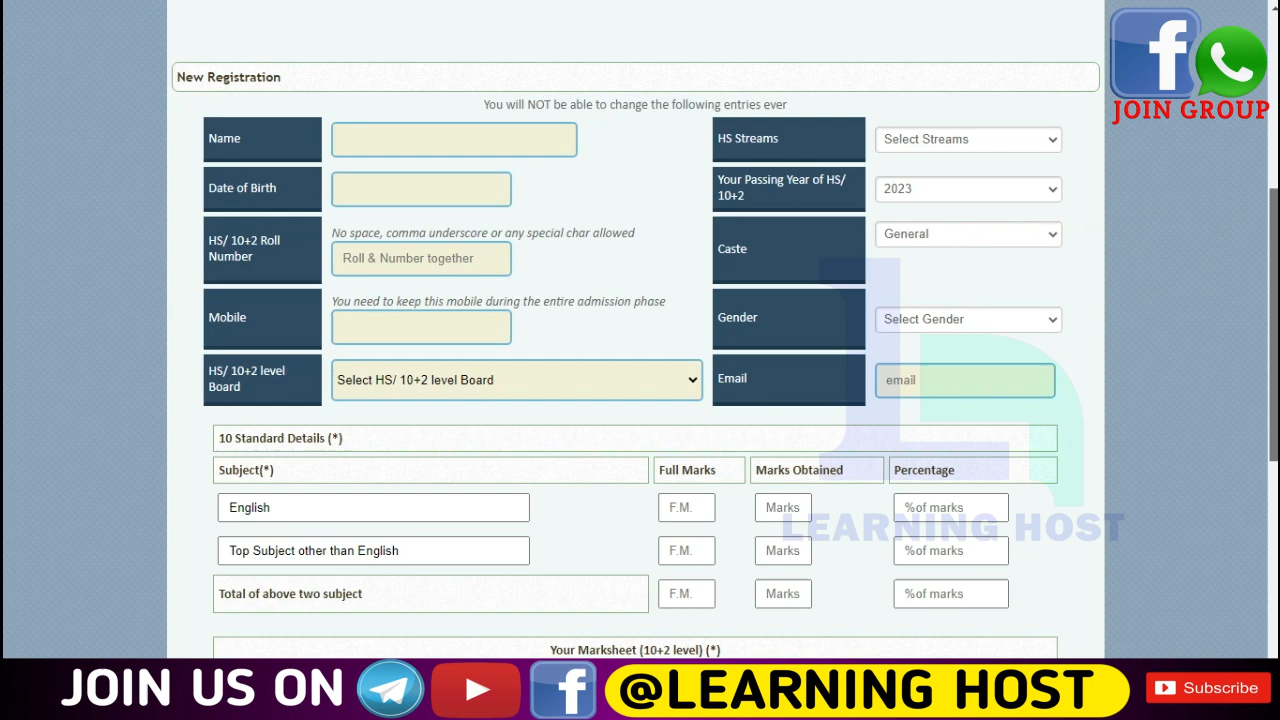 JOIN GROUP
New Registration
You will NOT be able to change the following entries ever
Name
HS Streams
Select Streams
Date of Birth
Your Passing Year of HS/
10+2
2023
HS/ 10+2 Roll
Number
No space, comma underscore or any special char allowed
Roll & Number together
Caste
General
Mobile
You need to keep this mobile during the entire admission phase
Gender
Select Gender
HS/ 10+2 level
Board
Select HS/ 10+2 level Board
Email
email
10 Standard Details (*)
Subject(*)
Full Marks
Marks Obtained
Percentage
English
F.M.
Marks
%of marks
LEARNING HOST
Top Subject other than English
F.M.
Marks
%of marks
Total of above two subject
F.M.
Marks
%of marks
Your Marksheet (10+2 level) (*)
JOIN US ON
@LEARNING HOST
Subscribe